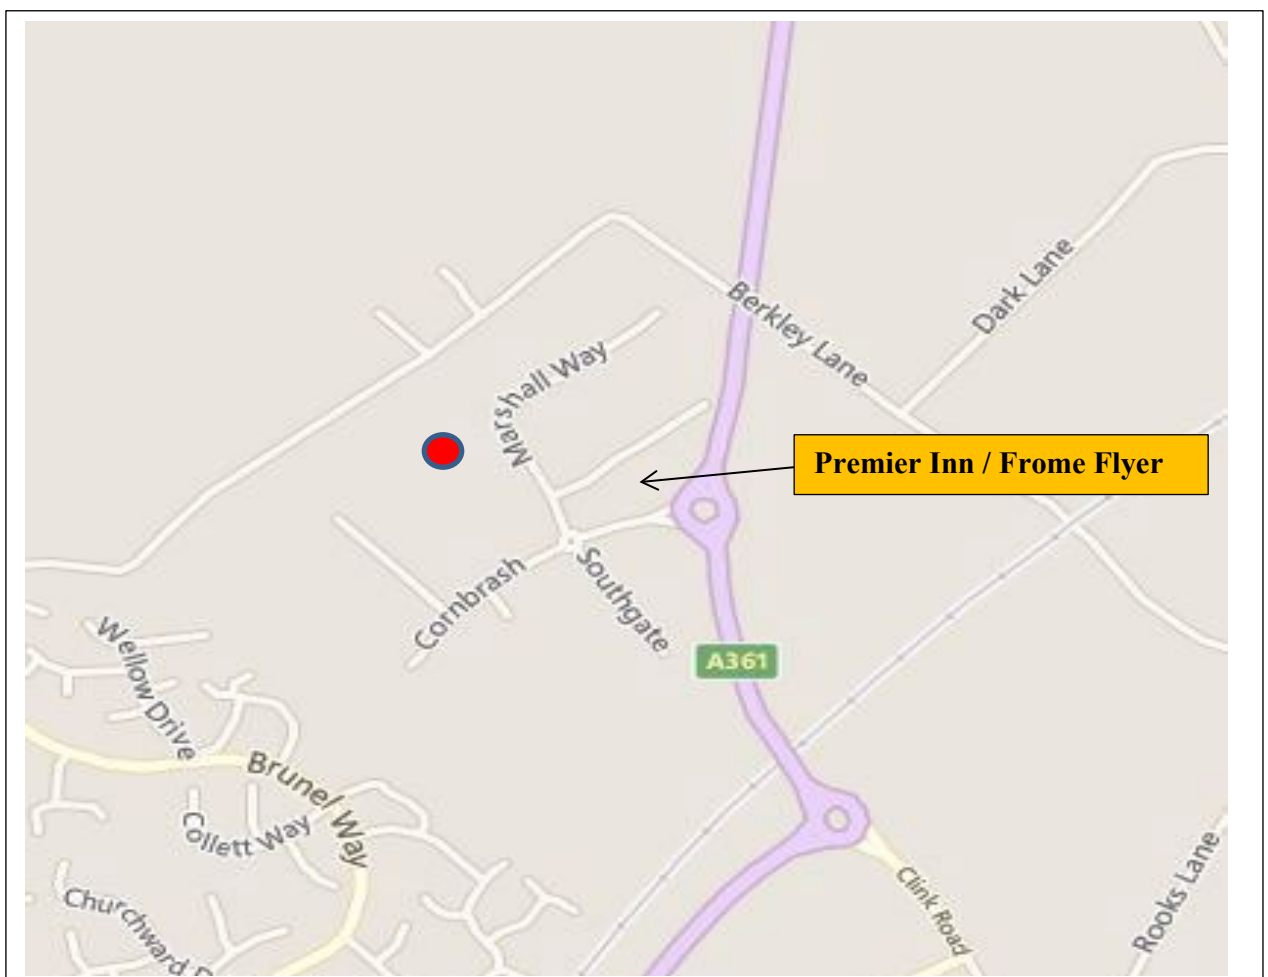 Berkley Lane
Dark Lane
Marshall Way
Premier Inn / Frome Flyer
Cornbrash
Southgate
A361
Wellow Drive
Brunel Way
Collett Way
Clink Road
Rooks Lane
Churchward